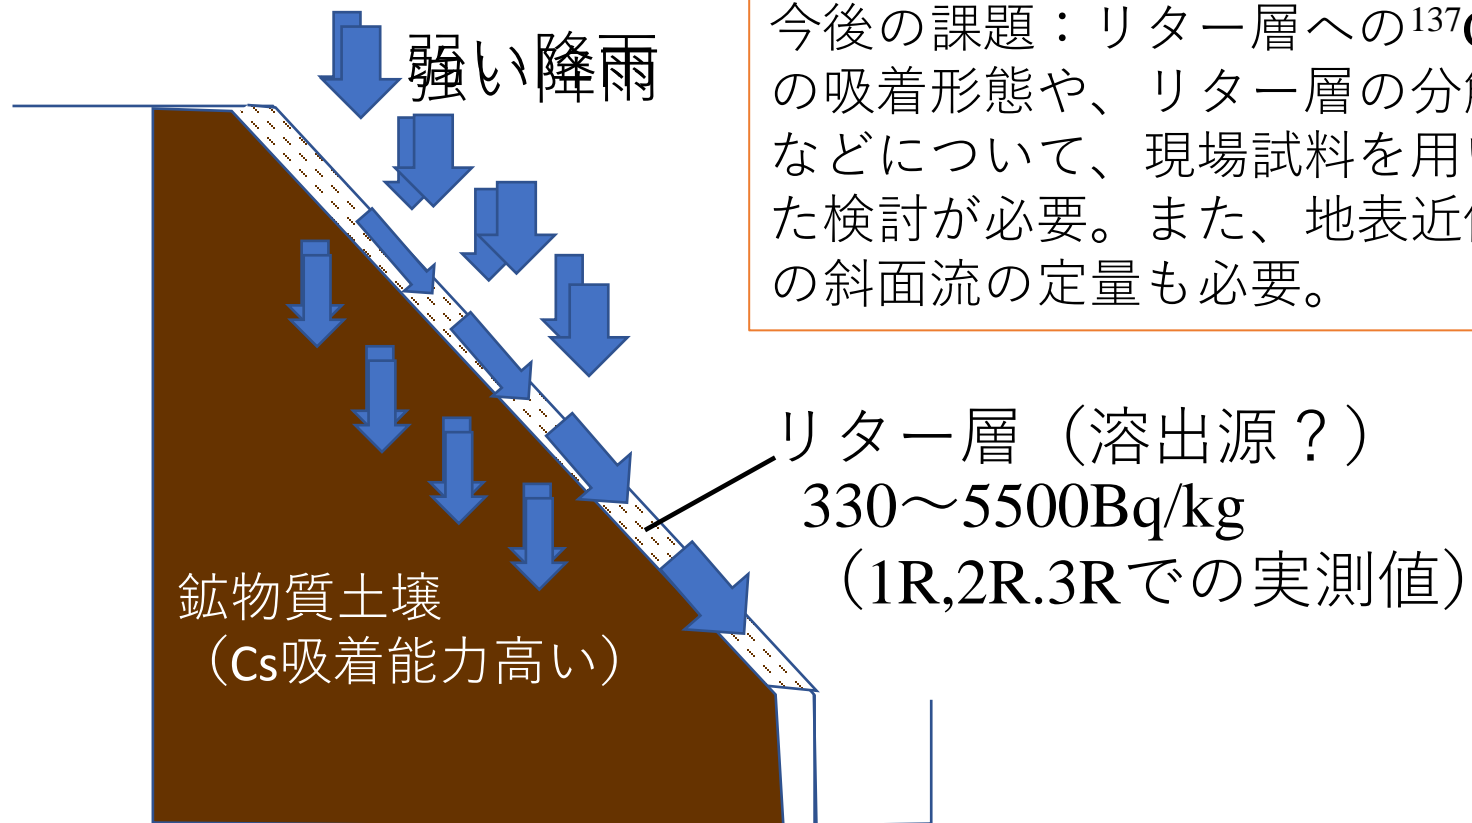 弱い降雨
強い降雨
今後の課題：リター層への¹³⁷
の吸着形態や、リター層の分
などについて、現場試料を用
た検討が必要。また、地表近
の斜面流の定量も必要。
リター層（溶出源？）
330～5500Bq/kg
（1R,2R.3Rでの実測値）
鉱物質土壌
（Cs吸着能力高い）